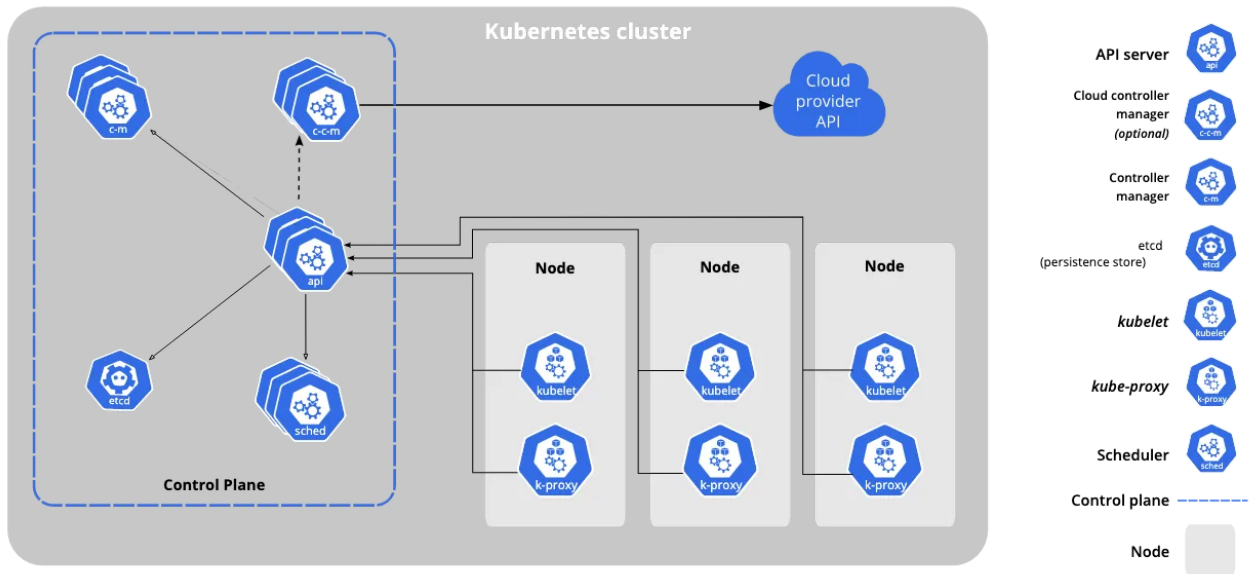 Kubernetes cluster
c-m
c-c-m
Cloud
provider
API
api
etcd
sched
Control Plane
Node
kubelet
k-proxy
Node
kubelet
k-proxy
Node
kubelet
k-proxy
API server
api
Cloud controller
manager
(optional)
c-c-m
Controller
manager
c-m
etcd
(persistence store)
etcd
kubelet
kubelet
kube-proxy
k-proxy
Scheduler
sched
Control plane
Node